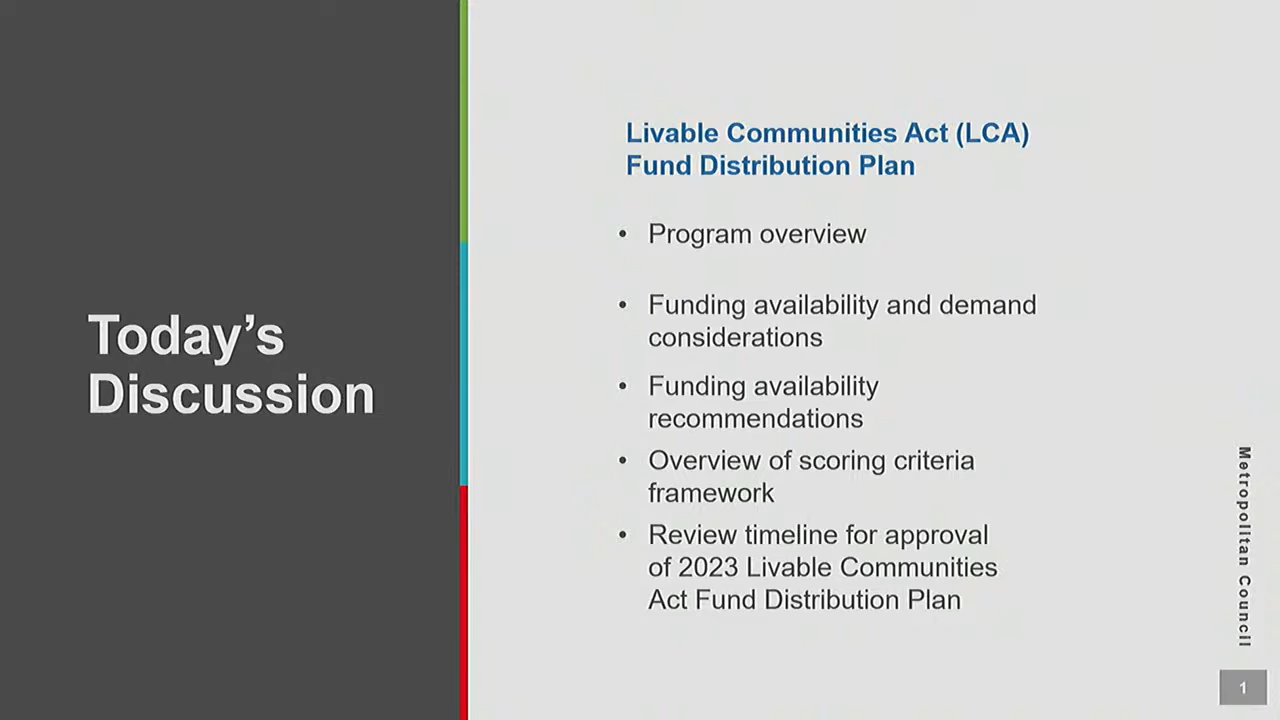 Today’s
Discussion
Livable Communities Act (LCA)
Fund Distribution Plan
• Program overview
• Funding availability and demand
considerations
• Funding availability
recommendations
• Overview of scoring criteria
framework
• Review timeline for approval
of 2023 Livable Communities
Act Fund Distribution Plan
Metropolitan Council
1